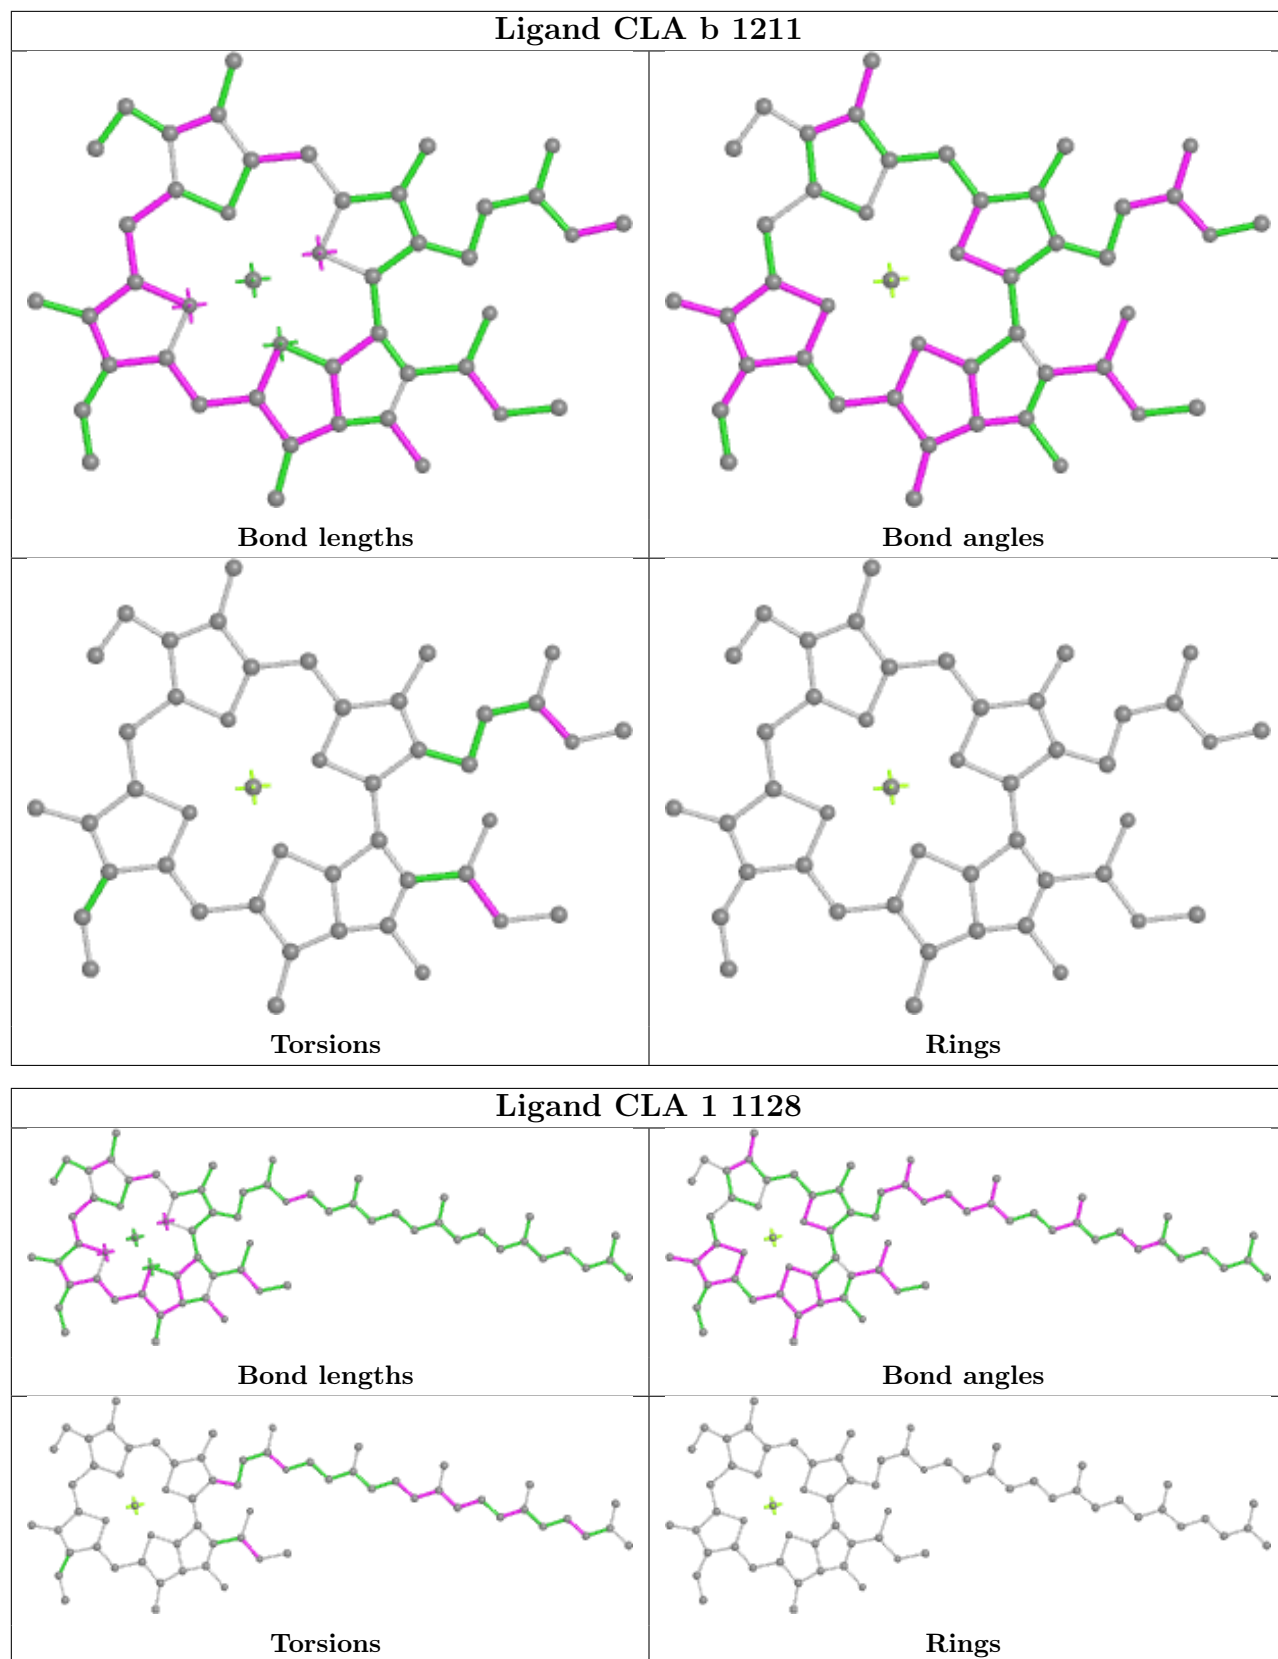 Ligand CLA b 1211
Bond lengths
Bond angles
Torsions
Rings
Ligand CLA 1 1128
Bond lengths
Bond angles
Torsions
Rings